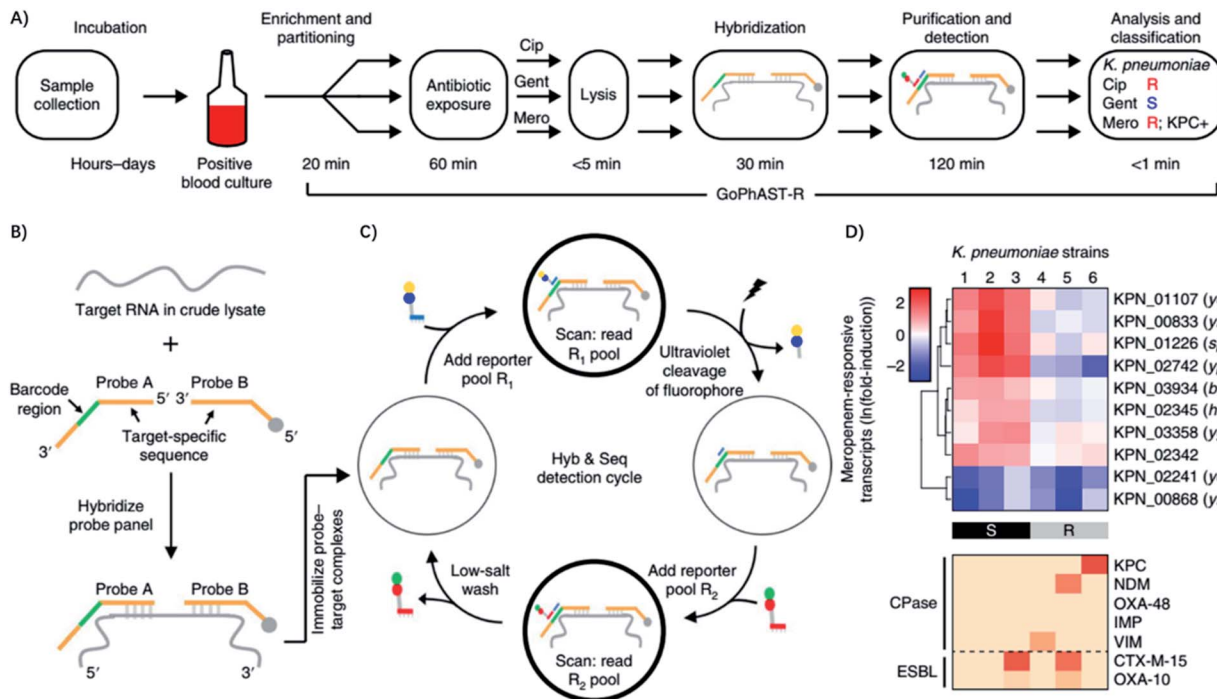 A)
Incubation
Enrichment and
partitioning
Hybridization
Purification and
detection
Analysis and
classification
Sample
collection
Antibiotic
exposure
Cip
Gent
Mero
Lysis
K. pneumoniae
Cip R
Gent S
Mero R; KPC+
Hours–days
Positive
blood culture
20 min
60 min
<5 min
30 min
120 min
<1 min
GoPhAST-R
B)
Target RNA in crude lysate
+
Barcode
region
Probe A
5′
3′
Probe B
3′
Target-specific
sequence
5′
Hybridize
probe panel
Probe A
Probe B
5′
3′
Immobilize probe–
target complexes
C)
Scan: read
R1 pool
Add reporter
pool R1
Ultraviolet
cleavage
of fluorophore
Hyb & Seq
detection cycle
Low-salt
wash
Add reporter
pool R2
Scan: read
R2 pool
D)
K. pneumoniae strains
1 2 3 4 5 6
2
0
−2
Meropenem-responsive
transcripts (ln(fold-induction))
KPN_01107 (y
KPN_00833 (y
KPN_01226 (s
KPN_02742 (y
KPN_03934 (b
KPN_02345 (h
KPN_03358 (y
KPN_02342
KPN_02241 (y
KPN_00868 (y
S
R
CPase
KPC
NDM
OXA-48
IMP
VIM
ESBL
CTX-M-15
OXA-10